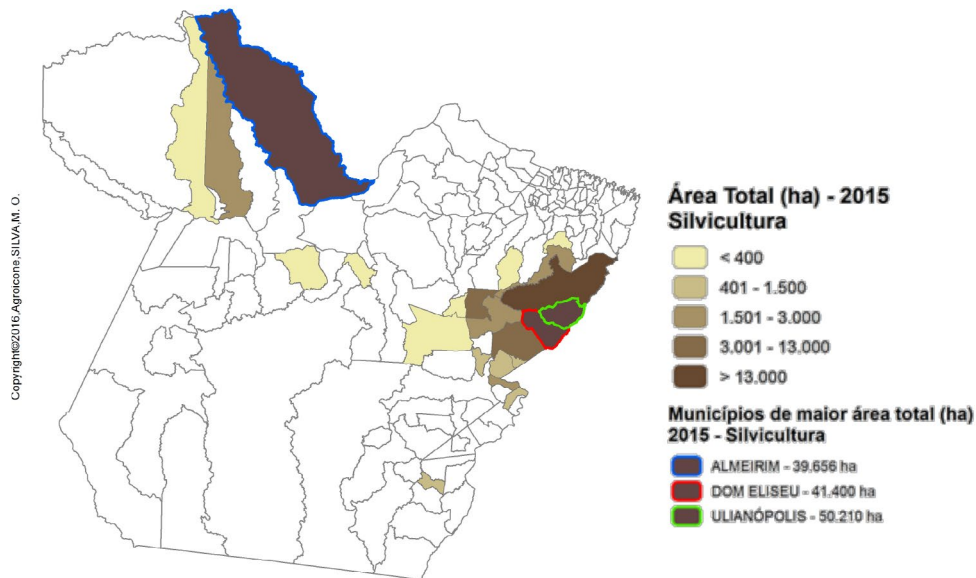 Copyright©2016.Agroicone,SILVA,M. O.
Área Total (ha) - 2015
Silvicultura
< 400
401 - 1.500
1.501 - 3.000
3.001 - 13.000
> 13.000
Municípios de maior área total (ha)
2015 - Silvicultura
ALMEIRIM - 39.656 ha
DOM ELISEU - 41.400 ha
ULIANÓPOLIS - 50.210 ha